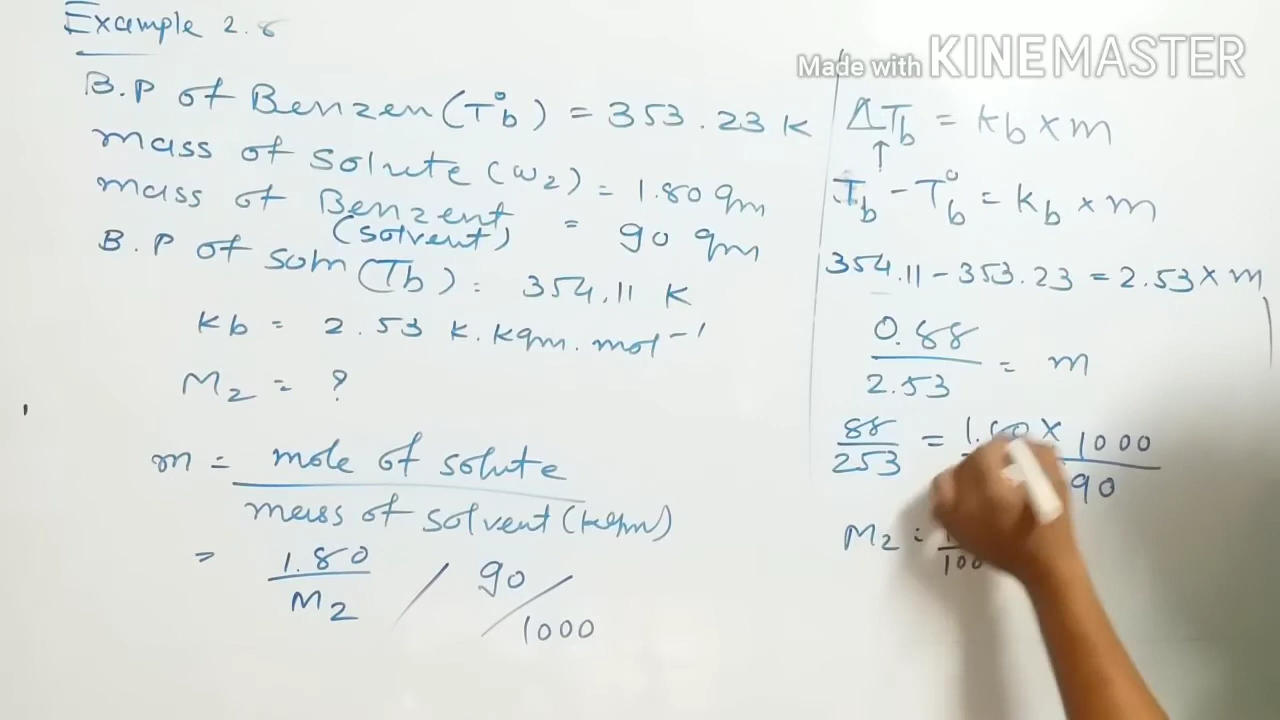 Example 2.8
B.P of Benzen (T°b) = 353.23 K
mass of solute (w2) = 1.80 gm
mass of Benzent (solvent) = 90 gm
B.P of soln (Tb) = 354.11 K
Kb = 2.53 K.Kgm.mol⁻¹
M2 = ?
m = mole of solute / mass of solvent (Kgm)
= 1.80 / M2 / 90 / 1000
Made with KINEMASTER
ΔTb = Kb × m
↑
Tb - T°b = Kb × m
354.11 - 353.23 = 2.53 × m
0.88 / 2.53 = m
88 / 253 = 1.80 × 1000 / 90
M2 =
100